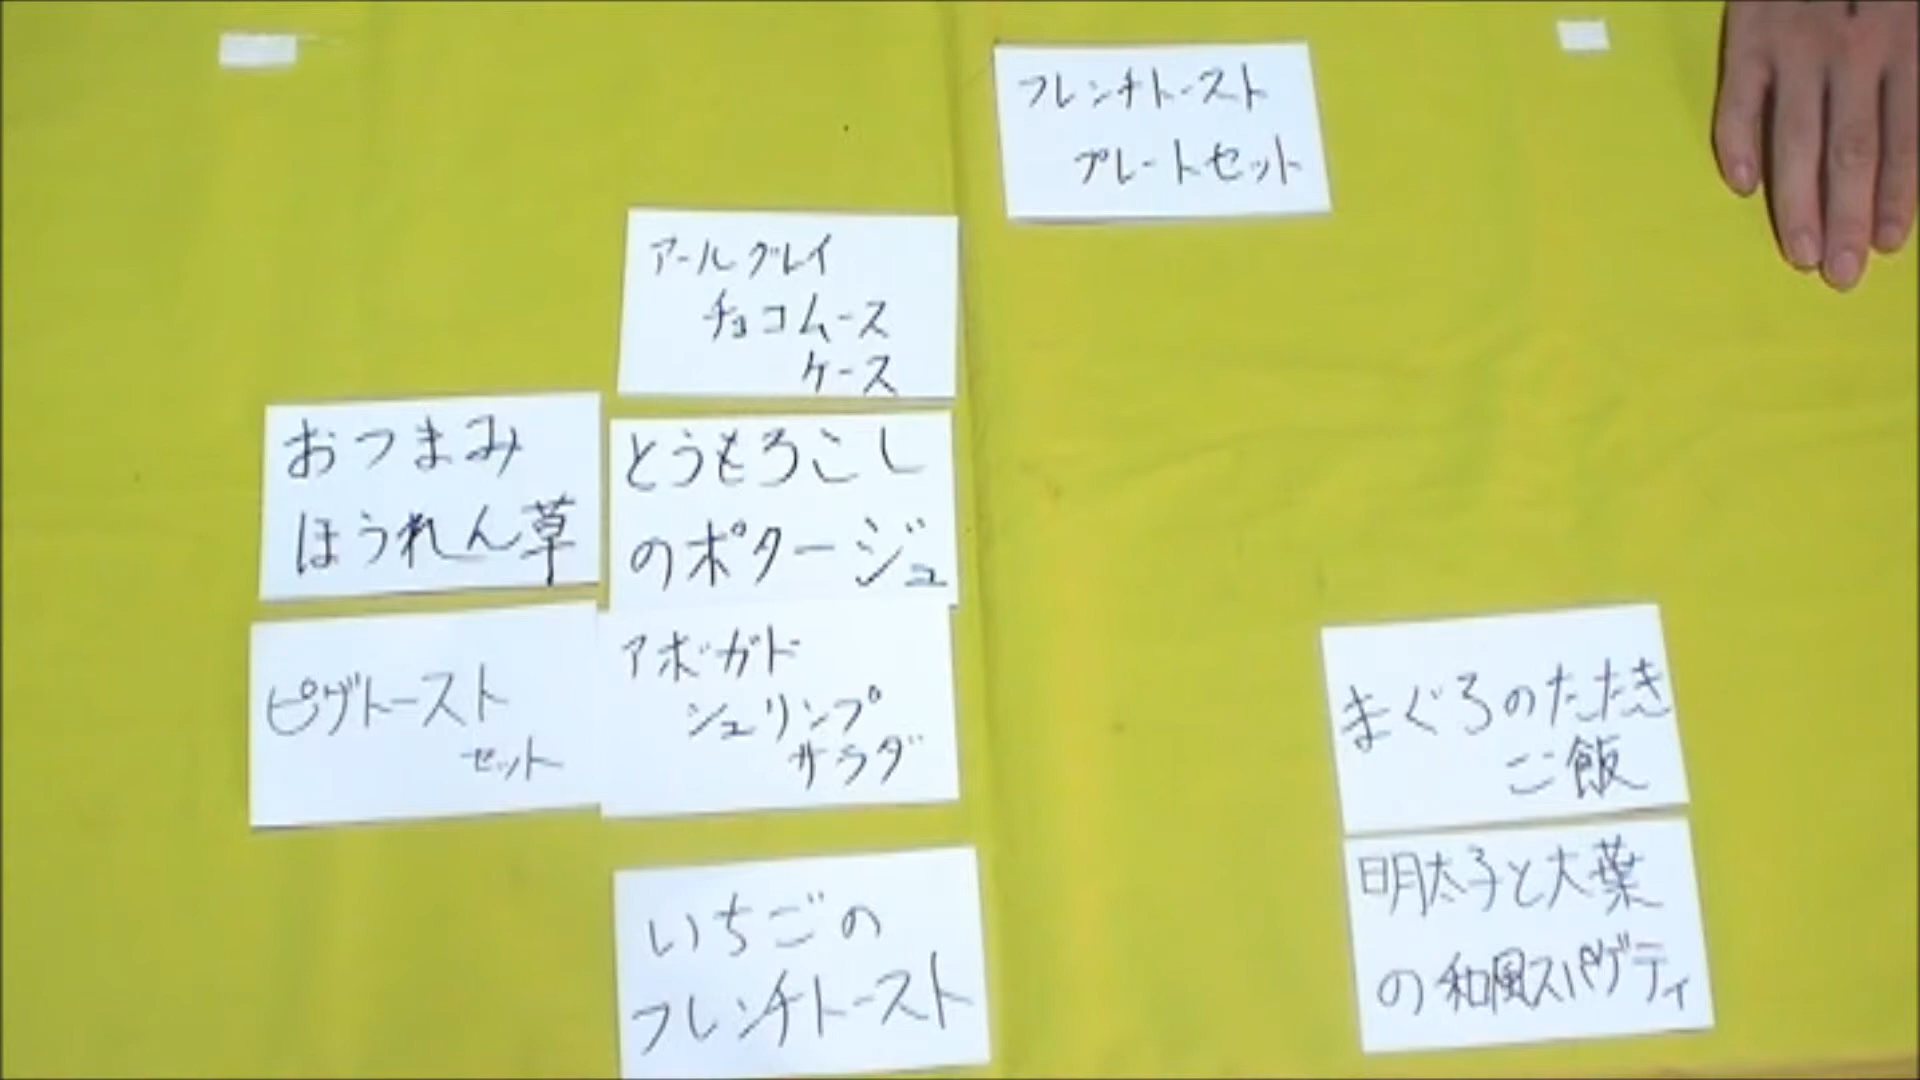 フレンチトースト
プレートセット
アールグレイ
チョコムース
ケース
おつまみ
ほうれん草
とうもろこし
のポタージュ
ピザトースト
セット
アボガド
シュリンプ
サラダ
まぐろのたたき
ご飯
いちごの
フレンチトースト
明太子と大葉
の和風スパゲティ